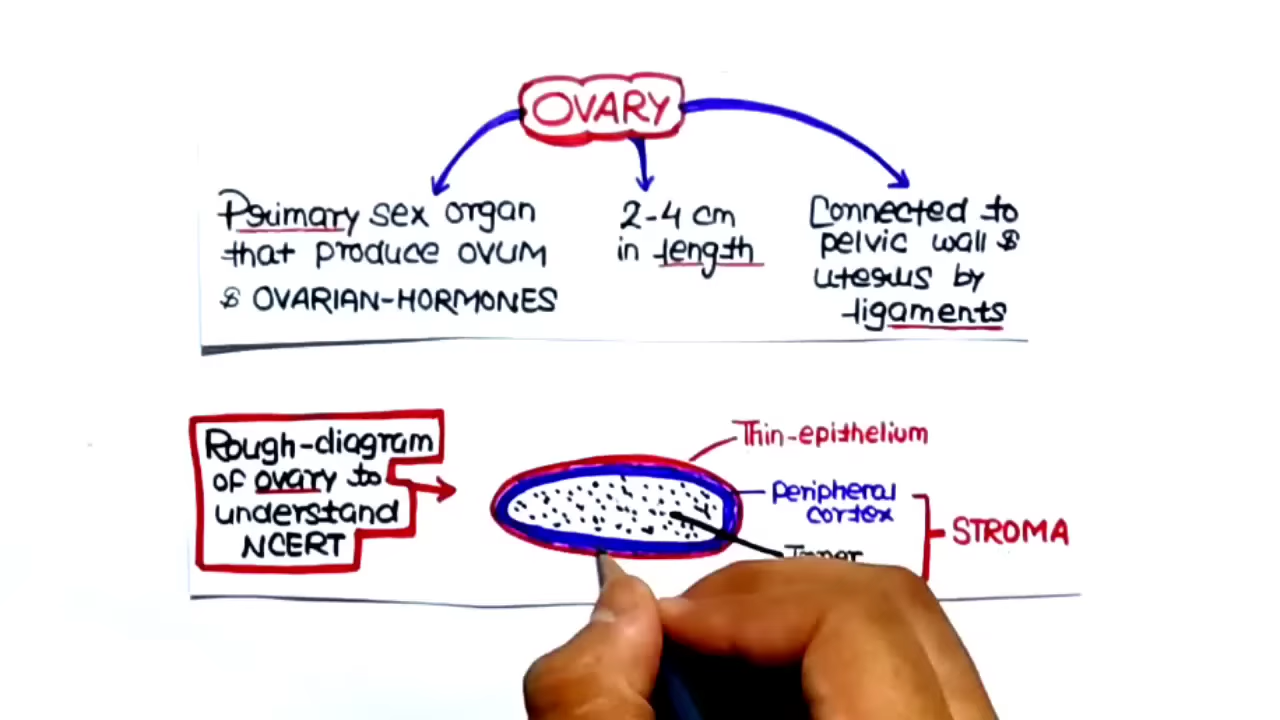 OVARY
Primary sex organ
that produce OVUM
& OVARIAN-HORMONES
2-4 cm
in length
Connected to
pelvic wall &
uterus by
ligaments
Rough-diagram
of ovary to
understand
NCERT
Thin-epithelium
Peripheral
cortex
Inner
STROMA